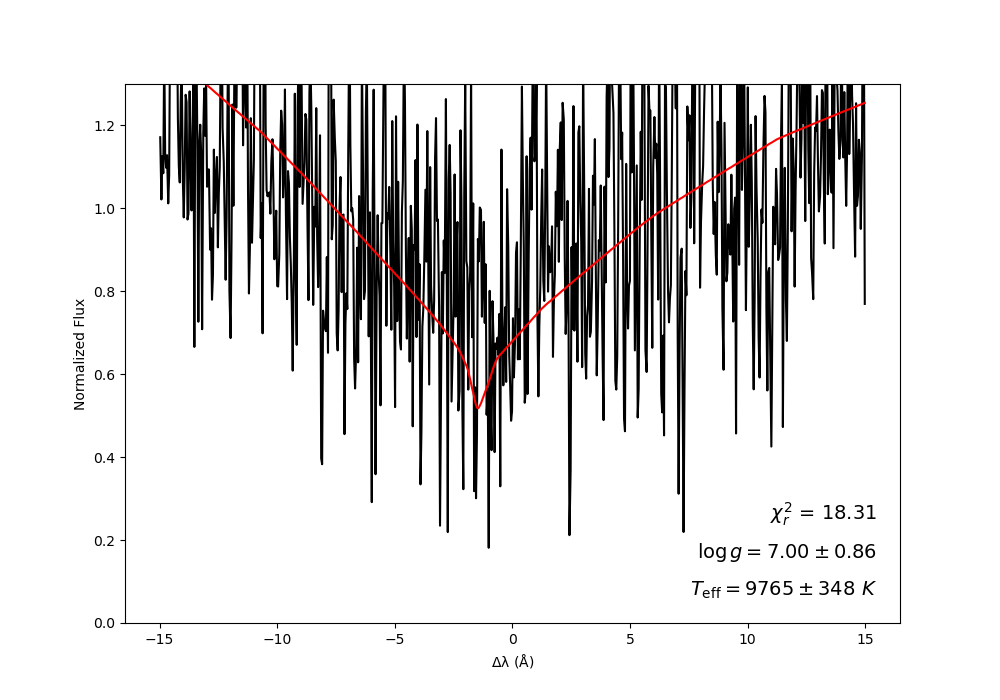 1.2
1.0
0.8
0.6
0.4
0.2
0.0
Normalized Flux
χ²ᵣ = 18.31
log g = 7.00 ± 0.86
T_eff = 9765 ± 348 K
−15 −10 −5 0 5 10 15
Δλ (Å)